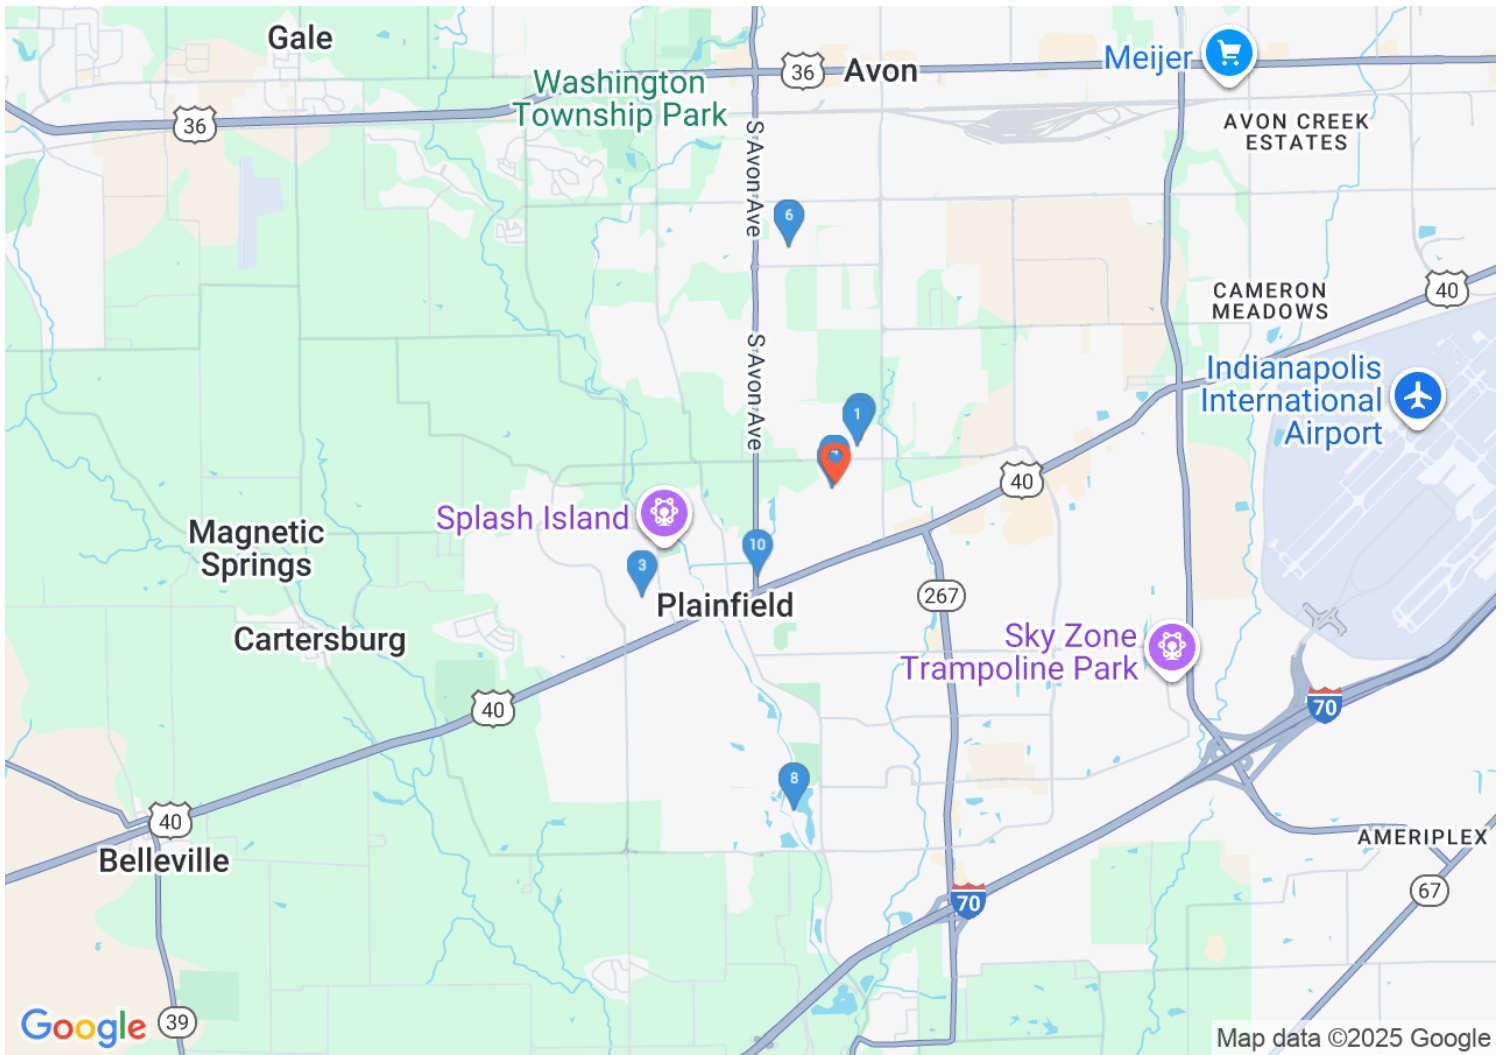 Gale
Meijer
Washington
Township Park
36
Avon
36
AVON CREEK
ESTATES
S Avon Ave
6
CAMERON
MEADOWS
40
S Avon Ave
Indianapolis
International
Airport
1
40
Splash Island
Magnetic
Springs
10
3
Plainfield
267
Cartersburg
Sky Zone
Trampoline Park
40
70
8
40
Belleville
AMERIPLEX
67
70
Google
39
Map data ©2025 Google